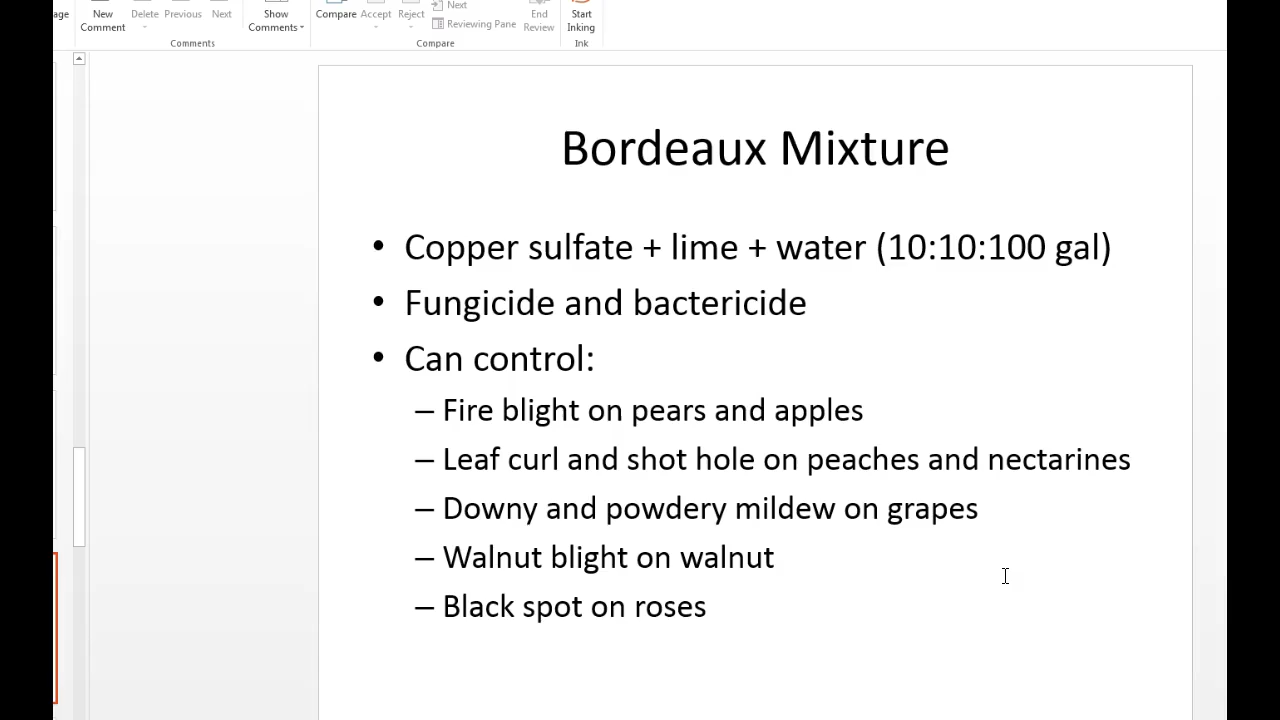 age
New
Comment
Delete
Previous
Next
Comments
Show
Comments
Compare
Accept
Reject
Next
Reviewing Pane
Compare
End
Review
Start
Inking
Ink
Bordeaux Mixture
• Copper sulfate + lime + water (10:10:100 gal)
• Fungicide and bactericide
• Can control:
– Fire blight on pears and apples
– Leaf curl and shot hole on peaches and nectarines
– Downy and powdery mildew on grapes
– Walnut blight on walnut
– Black spot on roses